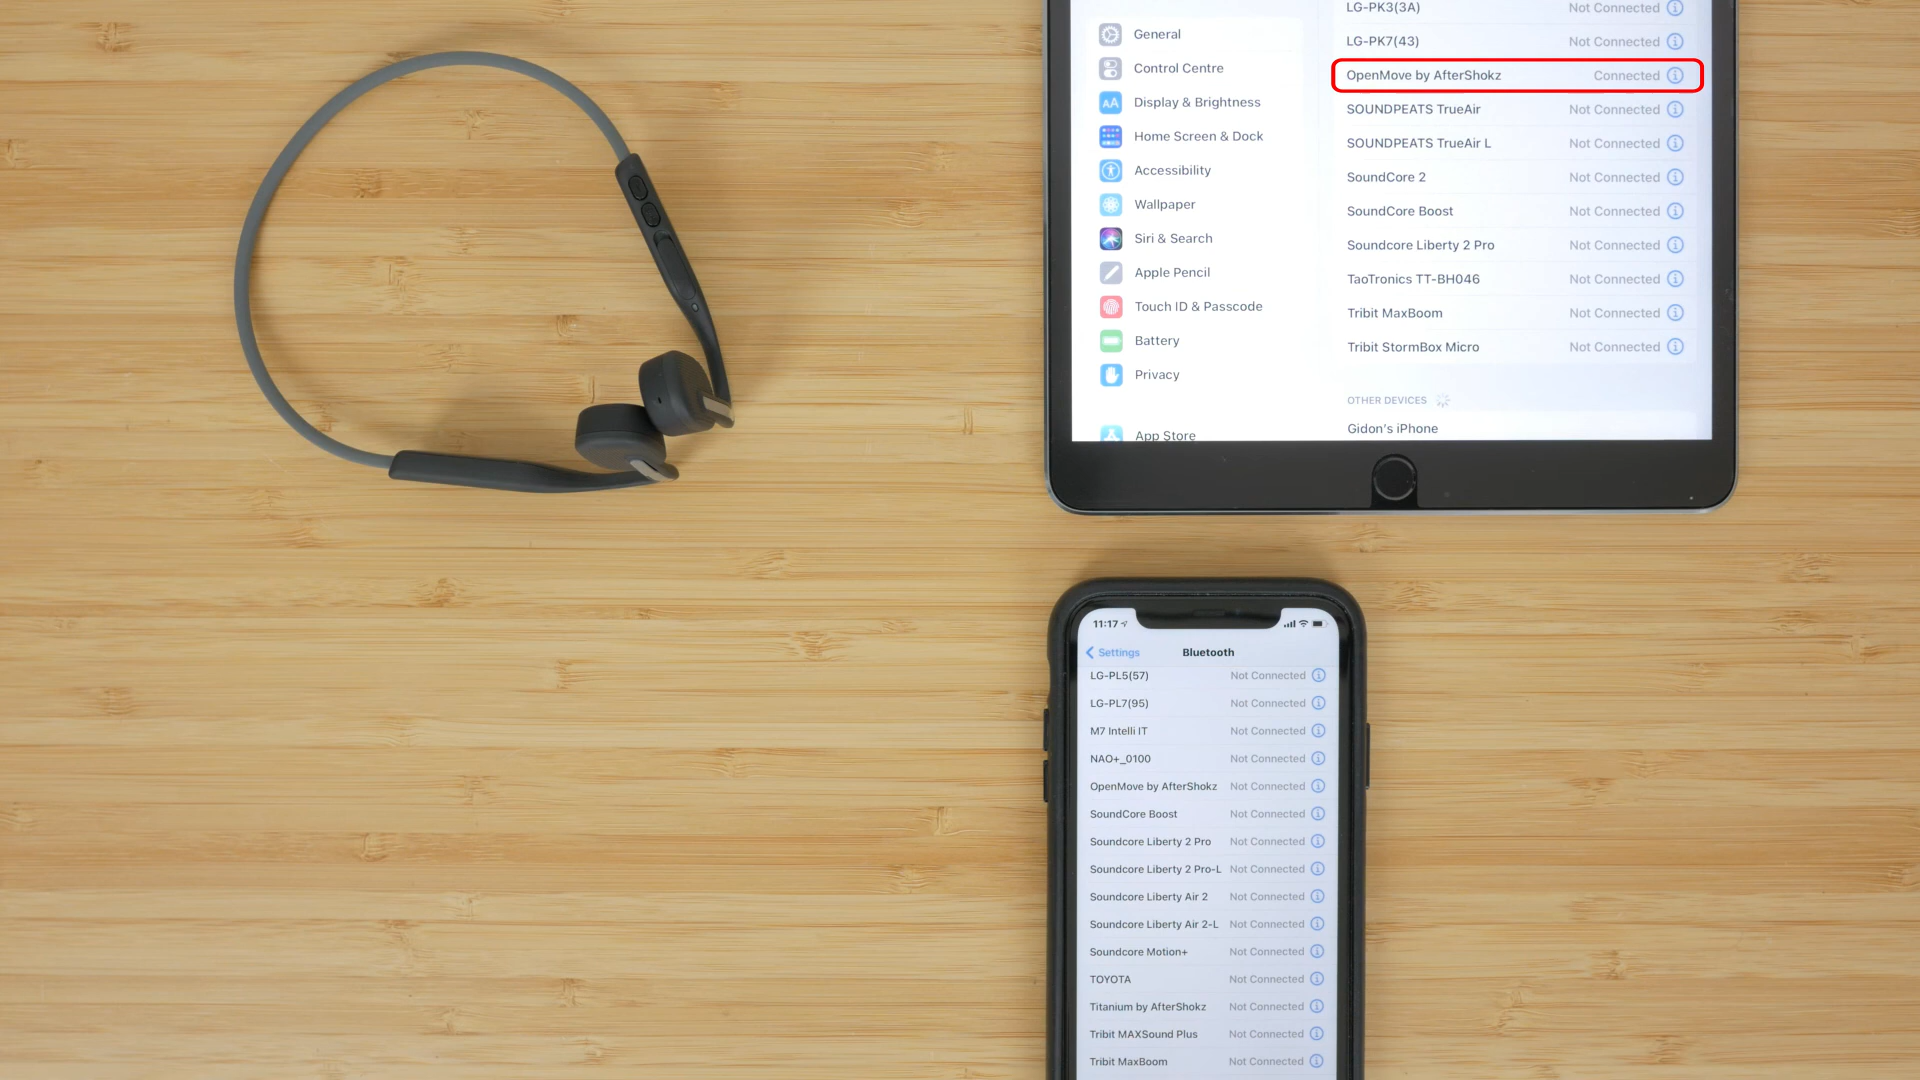 General
Control Centre
AA Display & Brightness
Home Screen & Dock
Accessibility
Wallpaper
Siri & Search
Apple Pencil
Touch ID & Passcode
Battery
Privacy
App Store
LG-PK3(3A) Not Connected i
LG-PK7(43) Not Connected i
OpenMove by AfterShokz Connected i
SOUNDPEATS TrueAir Not Connected i
SOUNDPEATS TrueAir L Not Connected i
SoundCore 2 Not Connected i
SoundCore Boost Not Connected i
Soundcore Liberty 2 Pro Not Connected i
TaoTronics TT-BH046 Not Connected i
Tribit MaxBoom Not Connected i
Tribit StormBox Micro Not Connected i
OTHER DEVICES
Gidon's iPhone
11:17
Settings Bluetooth
LG-PL5(57) Not Connected i
LG-PL7(95) Not Connected i
M7 Intelli IT Not Connected i
NAO+_0100 Not Connected i
OpenMove by AfterShokz Not Connected i
SoundCore Boost Not Connected i
Soundcore Liberty 2 Pro Not Connected i
Soundcore Liberty 2 Pro-L Not Connected i
Soundcore Liberty Air 2 Not Connected i
Soundcore Liberty Air 2-L Not Connected i
Soundcore Motion+ Not Connected i
TOYOTA Not Connected i
Titanium by AfterShokz Not Connected i
Tribit MAXSound Plus Not Connected i
Tribit MaxBoom Not Connected i